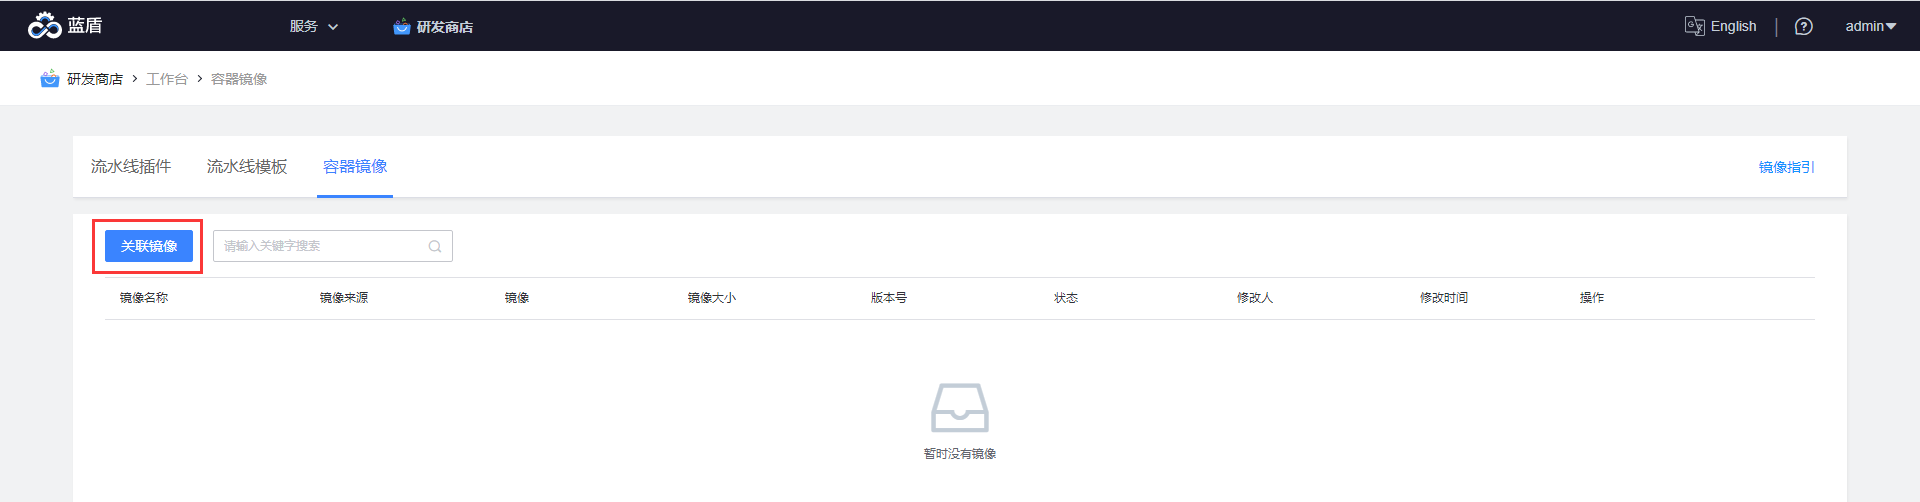 蓝盾 服务 研发商店 English admin
研发商店 > 工作台 > 容器镜像
流水线插件 流水线模板 容器镜像 镜像指引
关联镜像 请输入关键字搜索
镜像名称 镜像来源 镜像 镜像大小 版本号 状态 修改人 修改时间 操作
暂时没有镜像